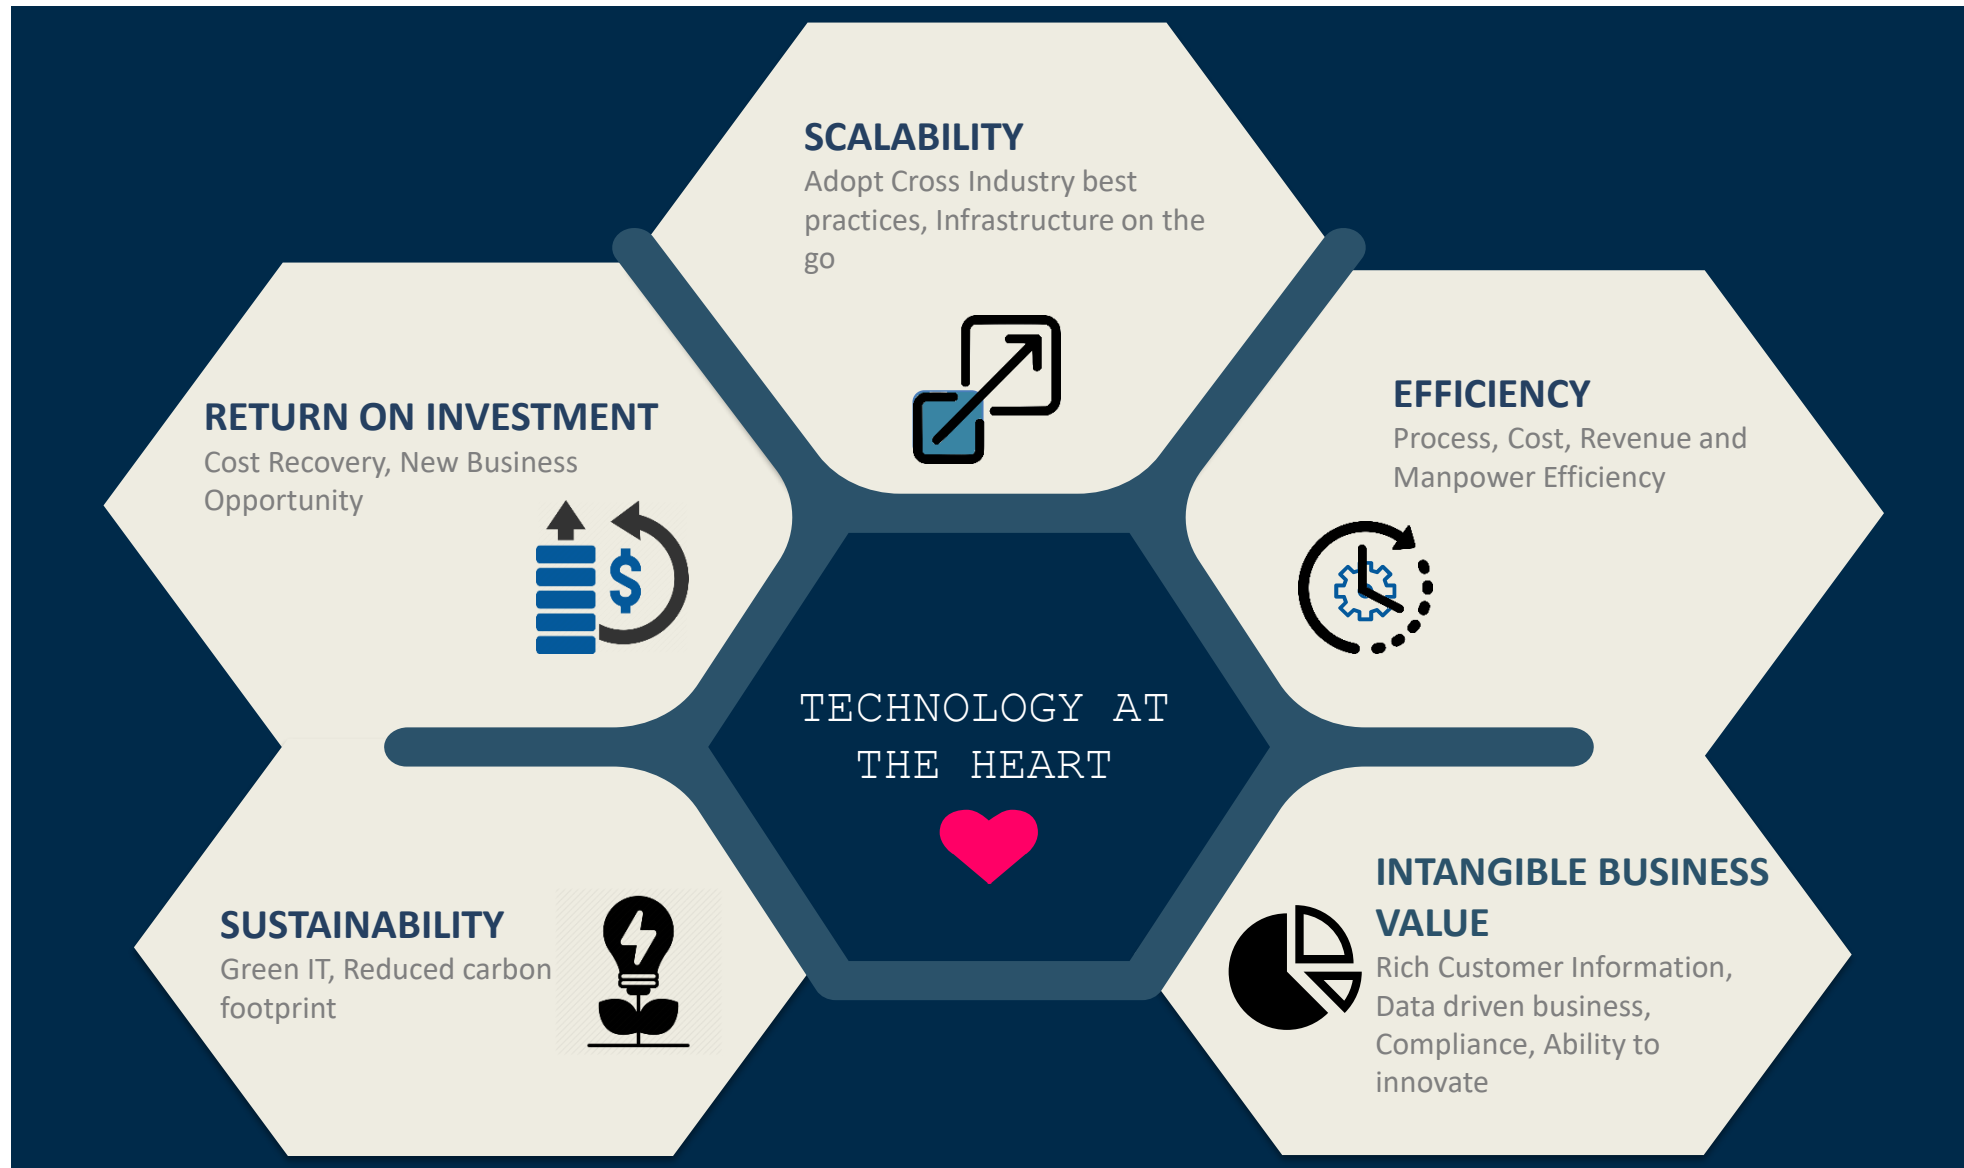 SCALABILITY
Adopt Cross Industry best
practices, Infrastructure on the
go
RETURN ON INVESTMENT
Cost Recovery, New Business
Opportunity
$
EFFICIENCY
Process, Cost, Revenue and
Manpower Efficiency
TECHNOLOGY AT
THE HEART
SUSTAINABILITY
Green IT, Reduced carbon
footprint
INTANGIBLE BUSINESS
VALUE
Rich Customer Information,
Data driven business,
Compliance, Ability to
innovate